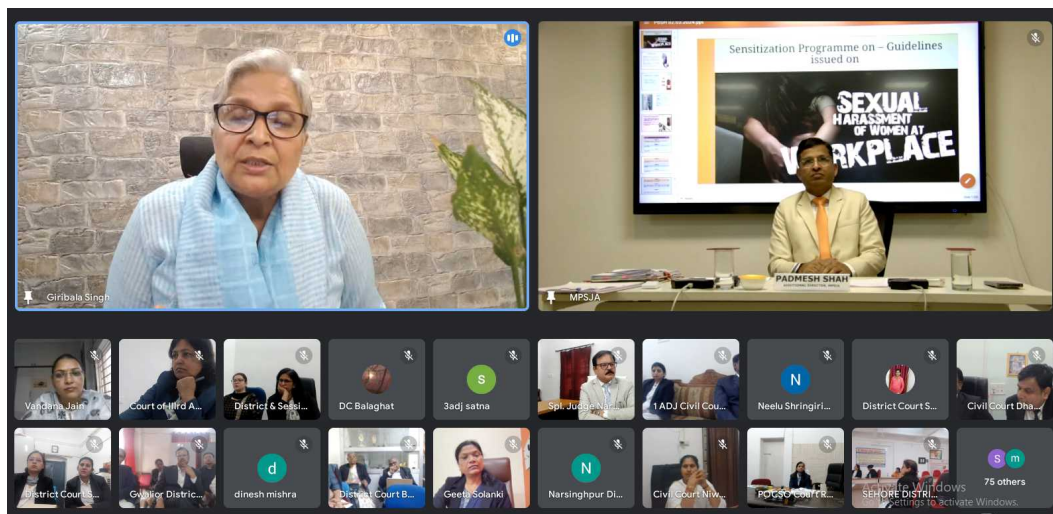 Sensitization Programme on – Guidelines
issued on
SEXUAL
HARASSMENT
OF WOMEN AT
WORKPLACE
PADMESH SHAH
Giribala Singh
MPSJA
Vandana Jain
Court of IIIrd A...
District & Sessi...
DC Balaghat
S
3adj satna
Spl. Judge Nar...
1 ADJ Civil Cou...
N
Neelu Shringiri...
District Court S...
Civil Court Dha...
District Court S...
Gwalior Distric...
d
dinesh mishra
District Court B...
Geeta Solanki
N
Narsinghpur Di...
Civil Court Niw...
POCSO Court R...
SEHORE DISTRI...
S m
75 others
Activate Windows
Settings to activate Windows.